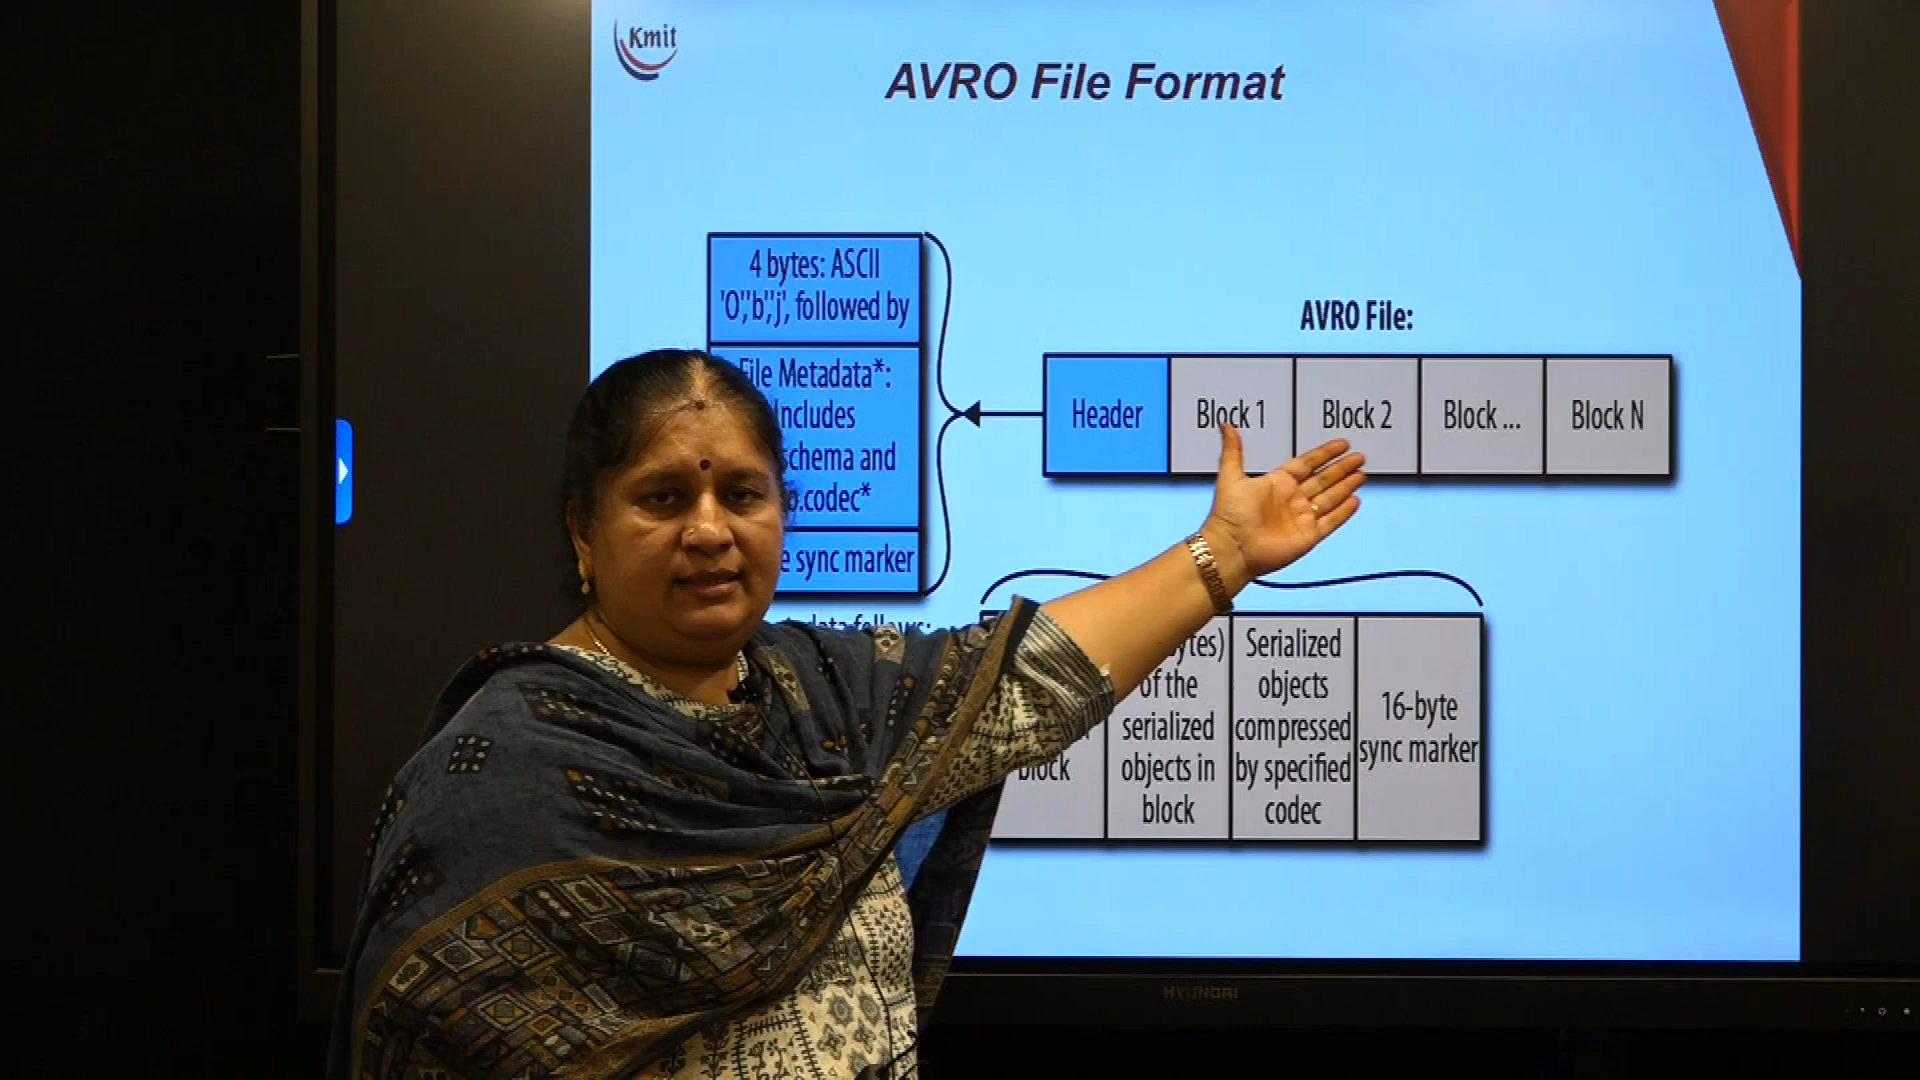 Kmit
AVRO File Format
4 bytes: ASCII
'O','b','j', followed by
File Metadata*:
Includes
schema and
.codec*
sync marker
AVRO File:
Header
Block 1
Block 2
Block ...
Block N
block
of the
serialized
objects in
block
Serialized
objects
compressed
by specified
codec
16-byte
sync marker
HYUNDAI